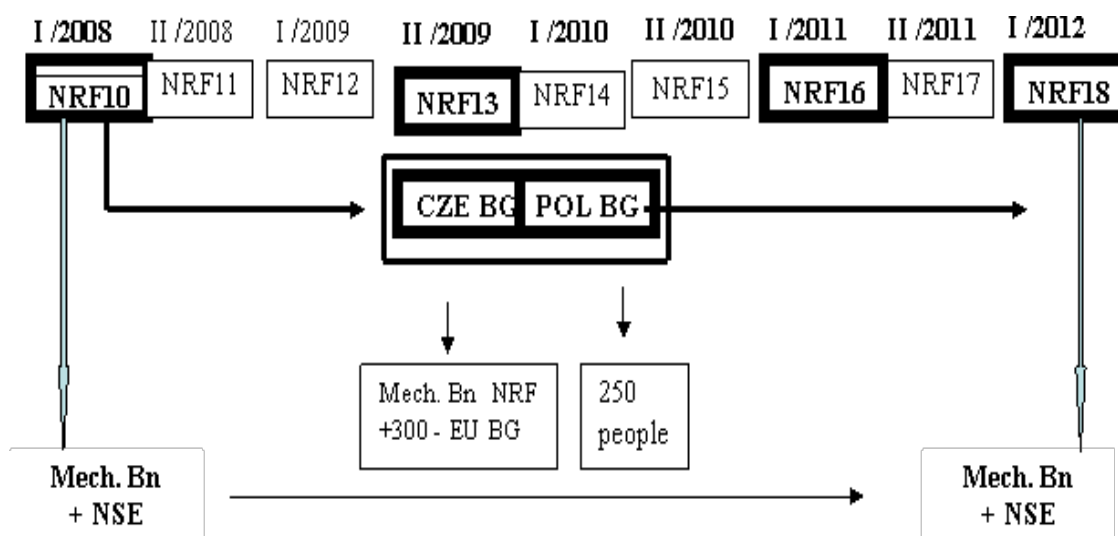 I /2008 II /2008 I /2009 II /2009 I /2010 II /2010 I /2011 II /2011 I /2012
NRF10 NRF11 NRF12 NRF13 NRF14 NRF15 NRF16 NRF17 NRF18
CZE BG POL BG
Mech. Bn NRF
+300 - EU BG
250
people
Mech. Bn
+ NSE
Mech. Bn
+ NSE